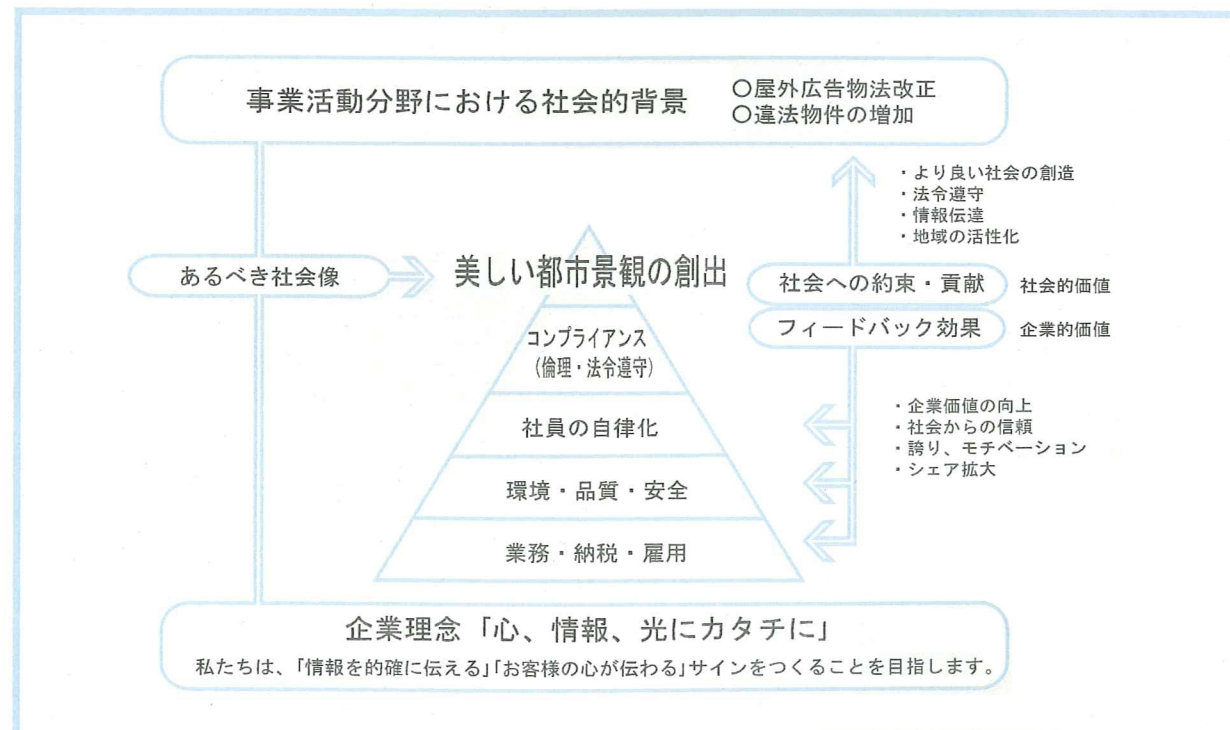 事業活動分野における社会的背景
○屋外広告物法改正
○違法物件の増加
・より良い社会の創造
・法令遵守
・情報伝達
・地域の活性化
あるべき社会像
美しい都市景観の創出
社会への約束・貢献
社会的価値
フィードバック効果
企業的価値
コンプライアンス
(倫理・法令遵守)
社員の自律化
環境・品質・安全
業務・納税・雇用
・企業価値の向上
・社会からの信頼
・誇り、モチベーション
・シェア拡大
企業理念「心、情報、光にカタチに」
私たちは、「情報を的確に伝える」「お客様の心が伝わる」サインをつくることを目指します。